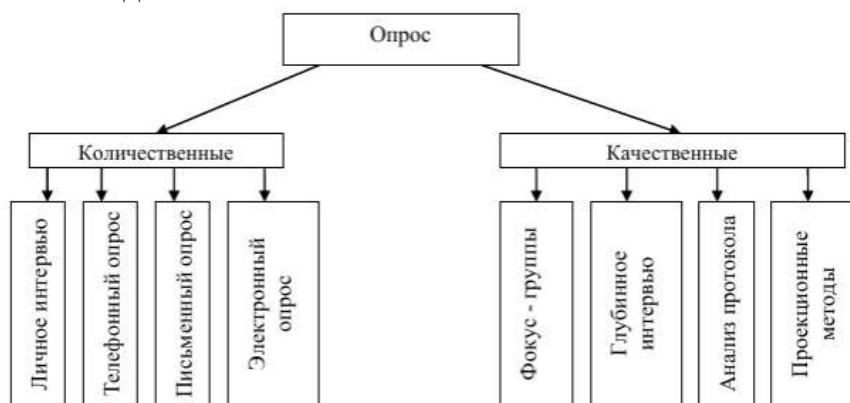 Опрос
Количественные
Качественные
Личное интервью
Телефонный опрос
Письменный опрос
Электронный
опрос
Фокус - группы
Глубинное
интервью
Анализ протокола
Проекционные
методы